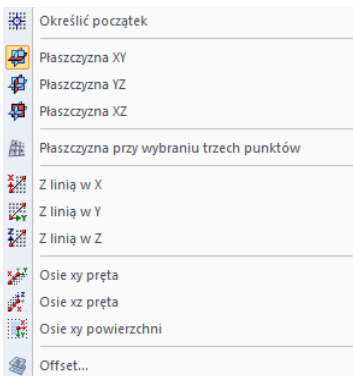 Określić początek
Płaszczyzna XY
Płaszczyzna YZ
Płaszczyzna XZ
Płaszczyzna przy wybraniu trzech punktów
Z linią w X
Z linią w Y
Z linią w Z
Osie xy pręta
Osie xz pręta
Osie xy powierzchni
Offset...